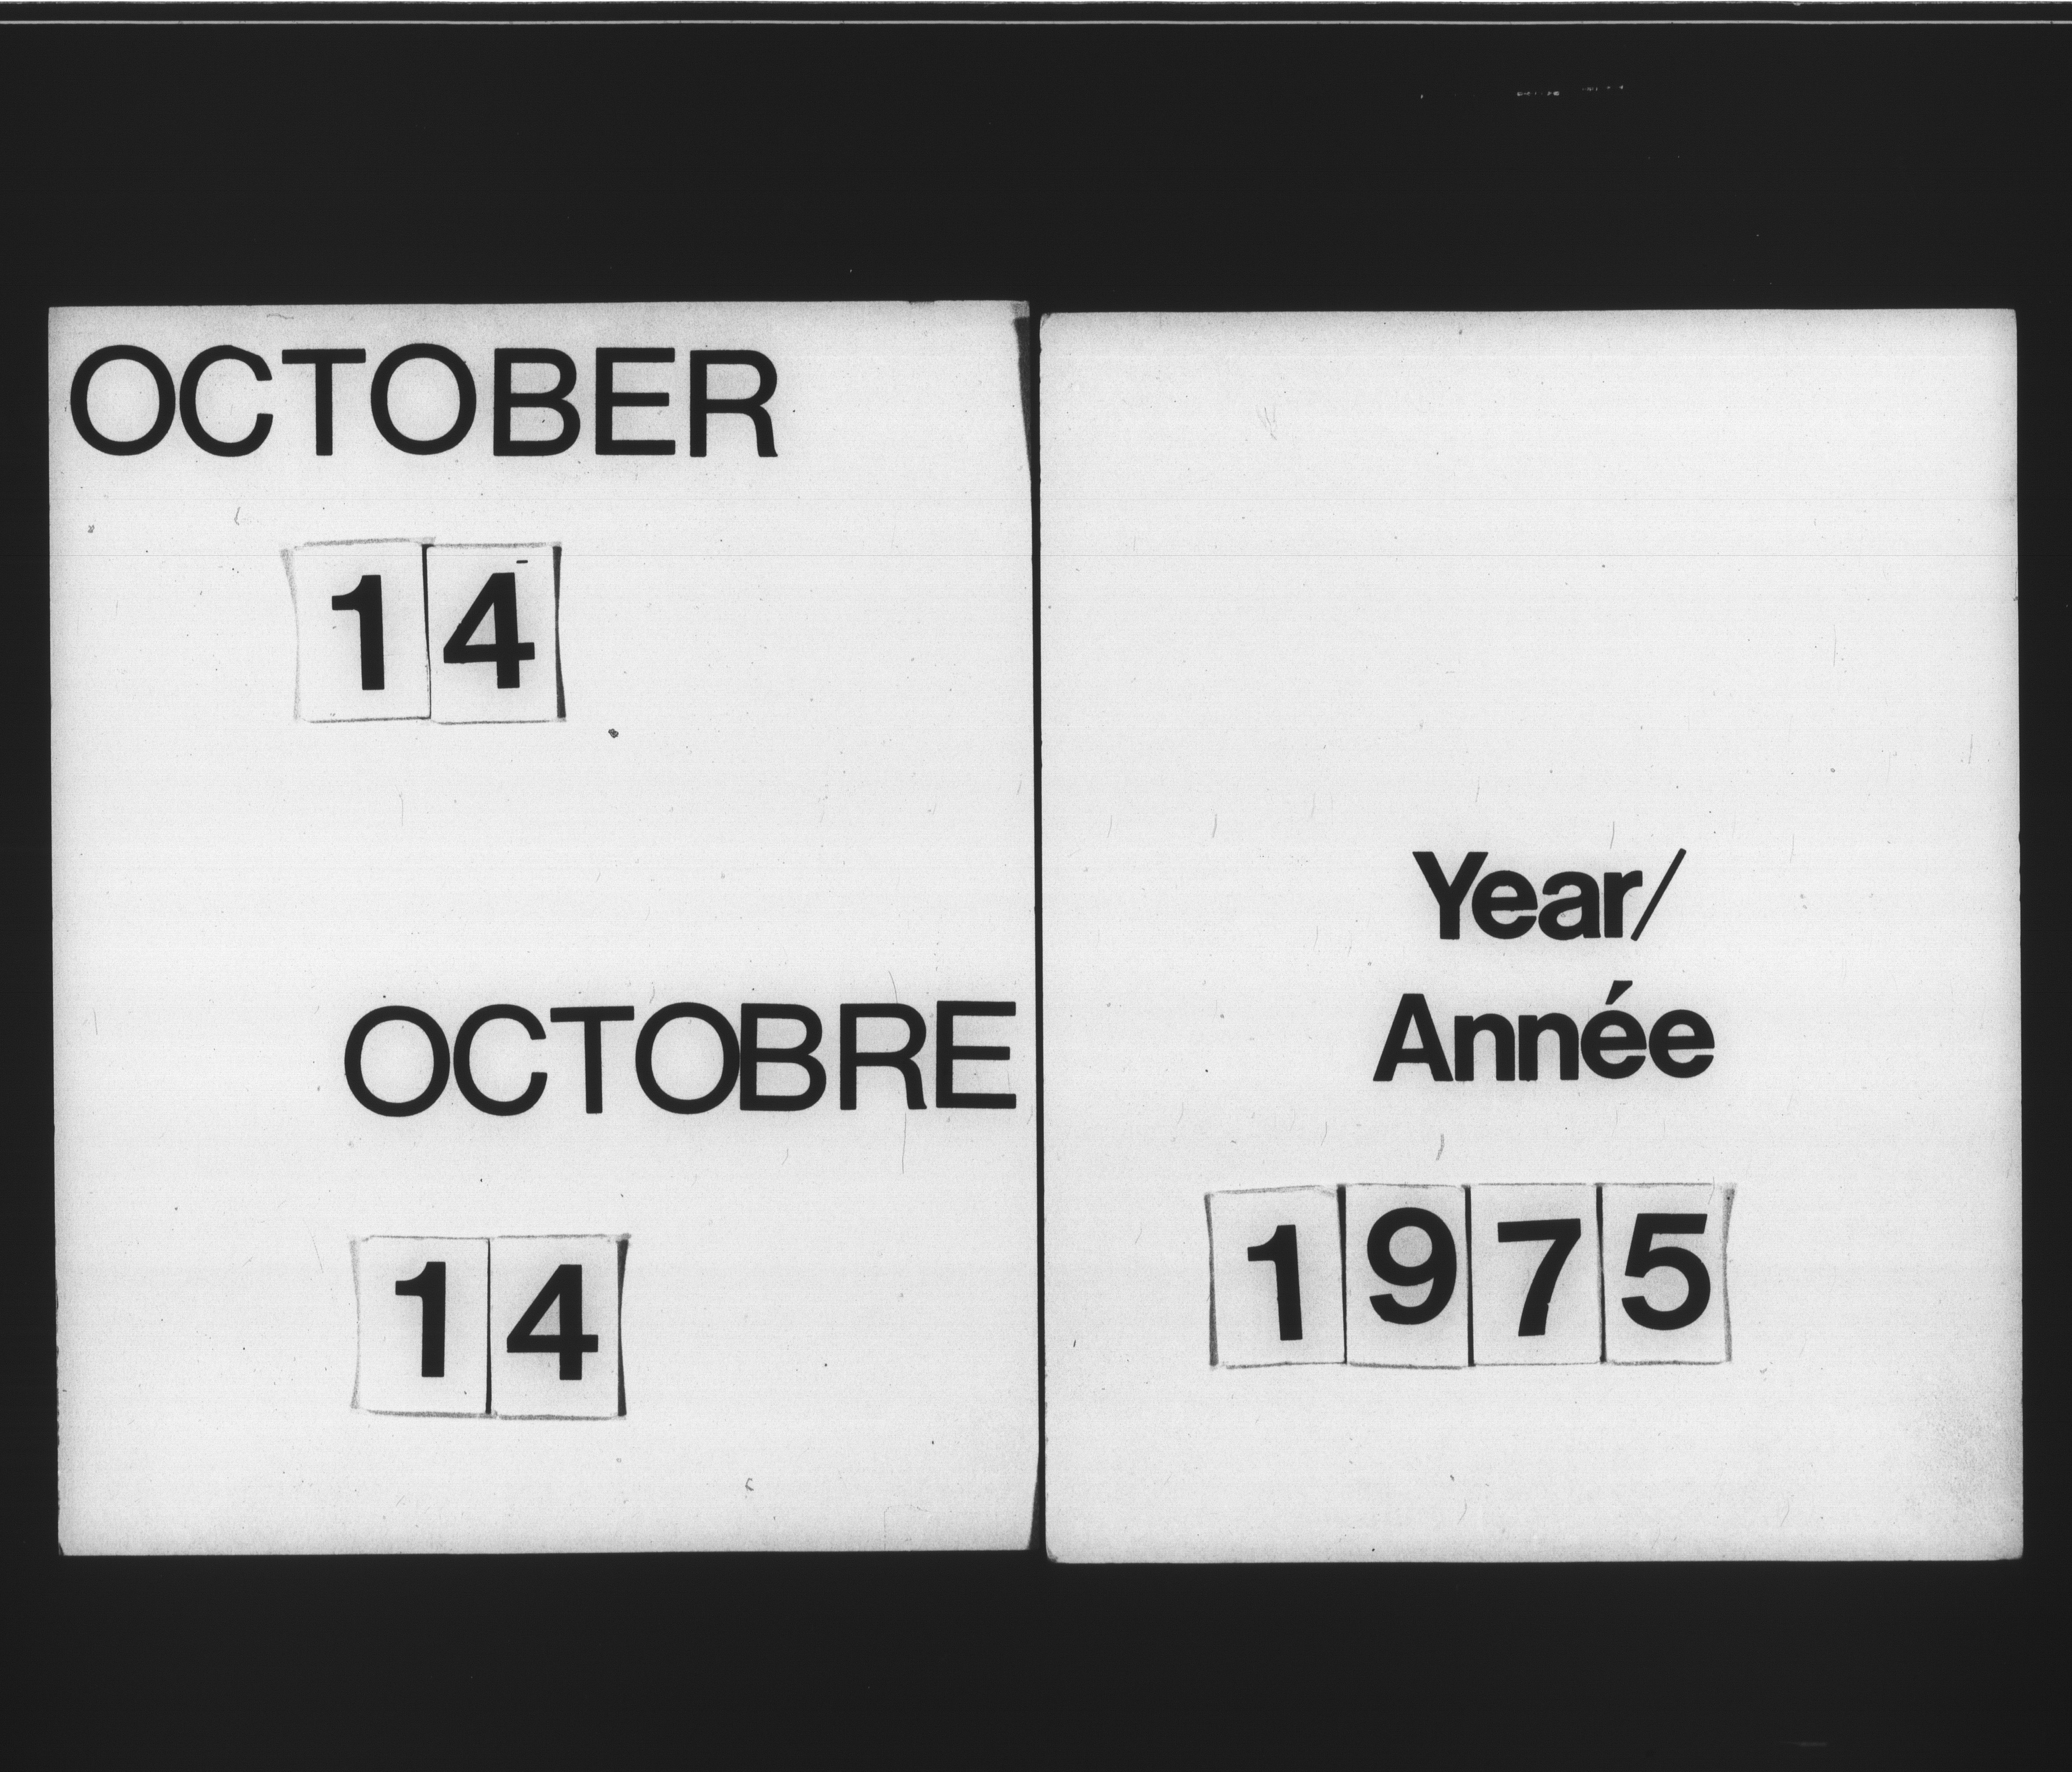 OCTOBER
14
OCTOBRE
14
Year/
Année
1975